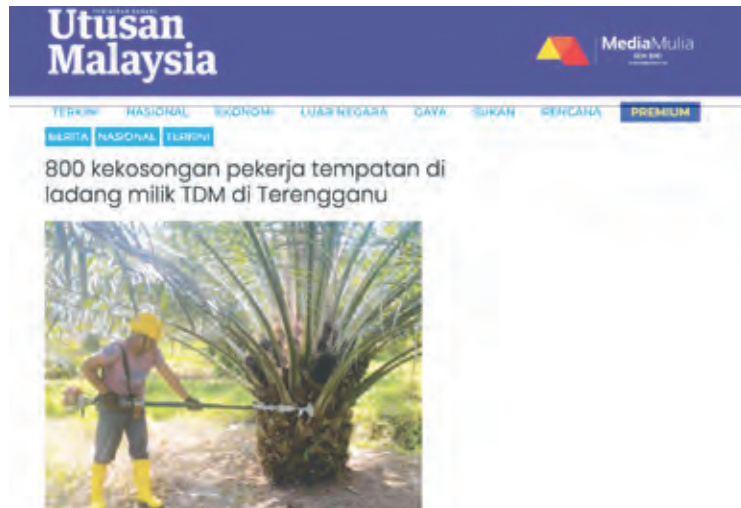 Utusan
Malaysia
MediaMulia
TERKINI NASIONAL EKONOMI LUAR NEGARA GAYA SUKAN RENCANA PREMIUM
BERITA NASIONAL TERKINI
800 kekosongan pekerja tempatan di
ladang milik TDM di Terengganu